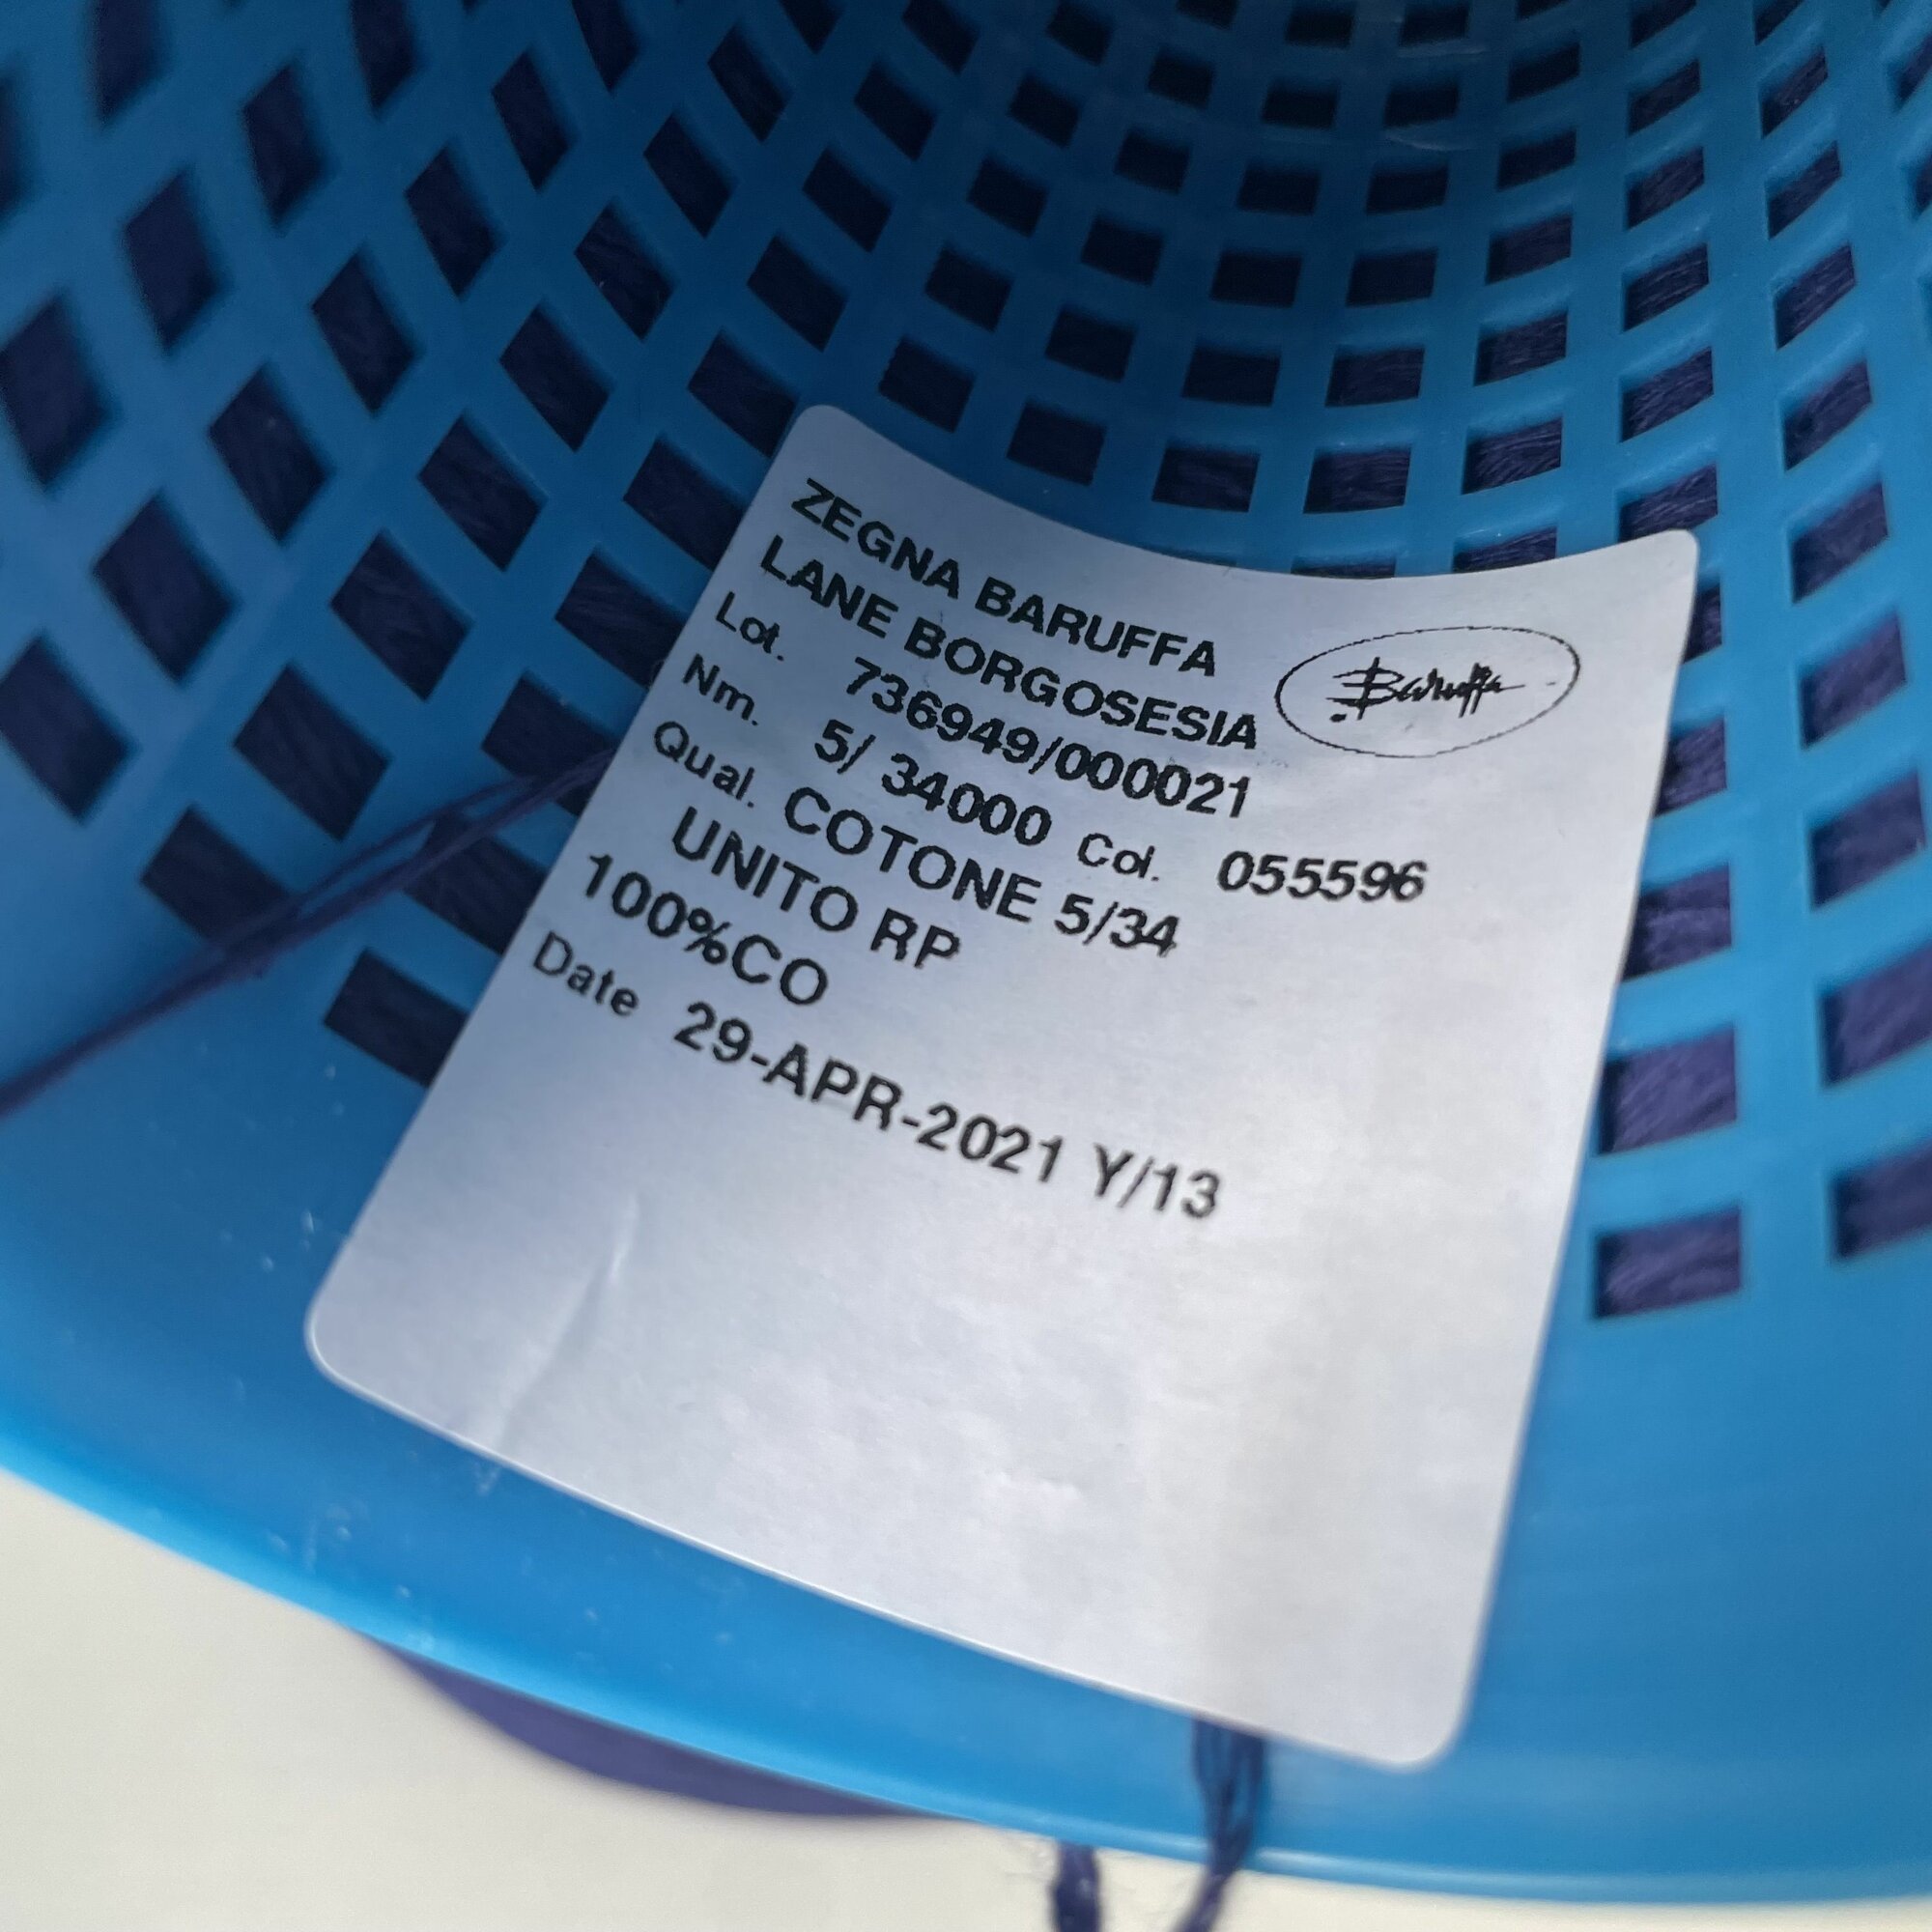 ZEGNA BARUFFA
LANE BORGOSESIA
Baruffa
Lot. 736949/000021
Nm. 5/ 34000 Col. 055596
Qual. COTONE 5/34
UNITO RP
100%CO
Date 29-APR-2021 Y/13